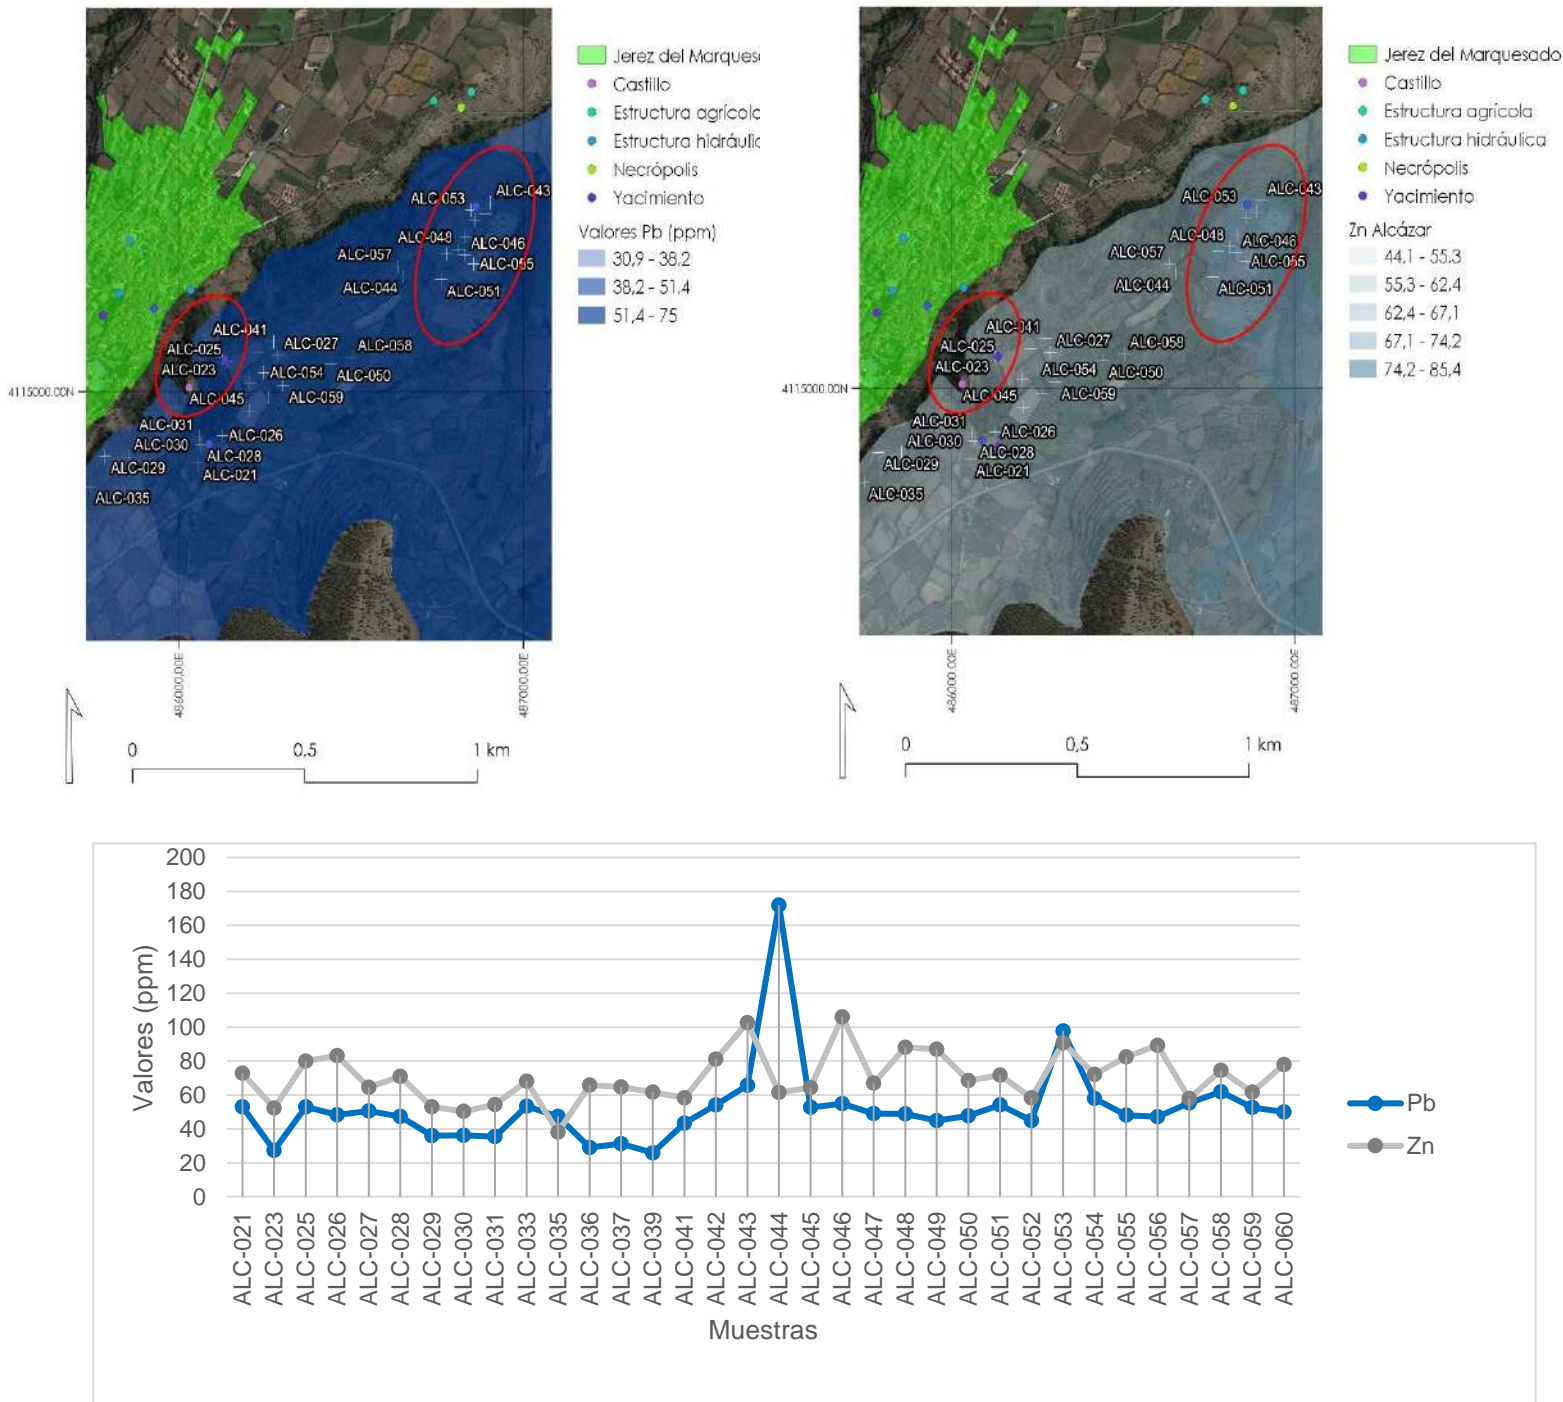 Jerez del Marques
Castillo
Estructura agrícola
Estructura hidráulic
Necrópolis
Yacimiento
Valores Pb (ppm)
30,9 - 38,2
38,2 - 51,4
51,4 - 75
ALC-043
ALC-053
ALC-048
ALC-046
ALC-057
ALC-055
ALC-044
ALC-051
ALC-041
ALC-025
ALC-027
ALC-058
ALC-023
ALC-054
ALC-050
ALC-045
ALC-059
ALC-031
ALC-030
ALC-026
ALC-029
ALC-028
ALC-021
ALC-035
4115000.00N
486000.00E
487000.00E
0
0,5
1 km
Jerez del Marquesado
Castillo
Estructura agrícola
Estructura hidráulica
Necrópolis
Yacimiento
Zn Alcázar
44,1 - 55,3
55,3 - 62,4
62,4 - 67,1
67,1 - 74,2
74,2 - 85,4
ALC-043
ALC-053
ALC-048
ALC-046
ALC-057
ALC-055
ALC-044
ALC-051
ALC-041
ALC-025
ALC-027
ALC-058
ALC-023
ALC-054
ALC-050
ALC-045
ALC-059
ALC-031
ALC-030
ALC-026
ALC-029
ALC-028
ALC-021
ALC-035
4115000.00N
486000.00E
487000.00E
0
0,5
1 km
200
180
160
140
120
100
80
60
40
20
0
Valores (ppm)
ALC-021
ALC-023
ALC-025
ALC-026
ALC-027
ALC-028
ALC-029
ALC-030
ALC-031
ALC-033
ALC-035
ALC-036
ALC-037
ALC-039
ALC-041
ALC-042
ALC-043
ALC-044
ALC-045
ALC-046
ALC-047
ALC-048
ALC-049
ALC-050
ALC-051
ALC-052
ALC-053
ALC-054
ALC-055
ALC-056
ALC-057
ALC-058
ALC-059
ALC-060
Muestras
Pb
Zn